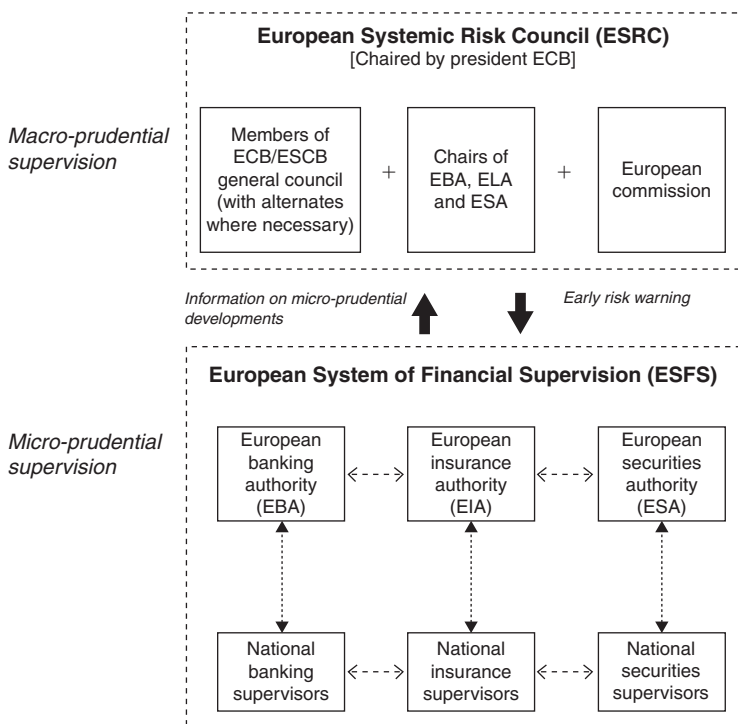 European Systemic Risk Council (ESRC)
[Chaired by president ECB]
Macro-prudential
supervision
Members of
ECB/ESCB
general council
(with alternates
where necessary)
+
Chairs of
EBA, ELA
and ESA
+
European
commission
Information on micro-prudential
developments
Early risk warning
European System of Financial Supervision (ESFS)
Micro-prudential
supervision
European
banking
authority
(EBA)
European
insurance
authority
(EIA)
European
securities
authority
(ESA)
National
banking
supervisors
National
insurance
supervisors
National
securities
supervisors